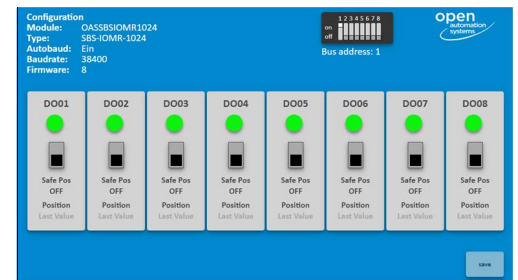 Configuration
Module: OASSBSIOMR1024
Type: SBS-IOMR-1024
Autobaud: Ein
Baudrate: 38400
Firmware: 8
1 2 3 4 5 6 7 8
on
off
Bus address: 1
open
automation
systems
DO01 DO02 DO03 DO04 DO05 DO06 DO07 DO08
Safe Pos Safe Pos Safe Pos Safe Pos Safe Pos Safe Pos Safe Pos Safe Pos
OFF OFF OFF OFF OFF OFF OFF OFF
Position Position Position Position Position Position Position Position
Last Value Last Value Last Value Last Value Last Value Last Value Last Value Last Value
save